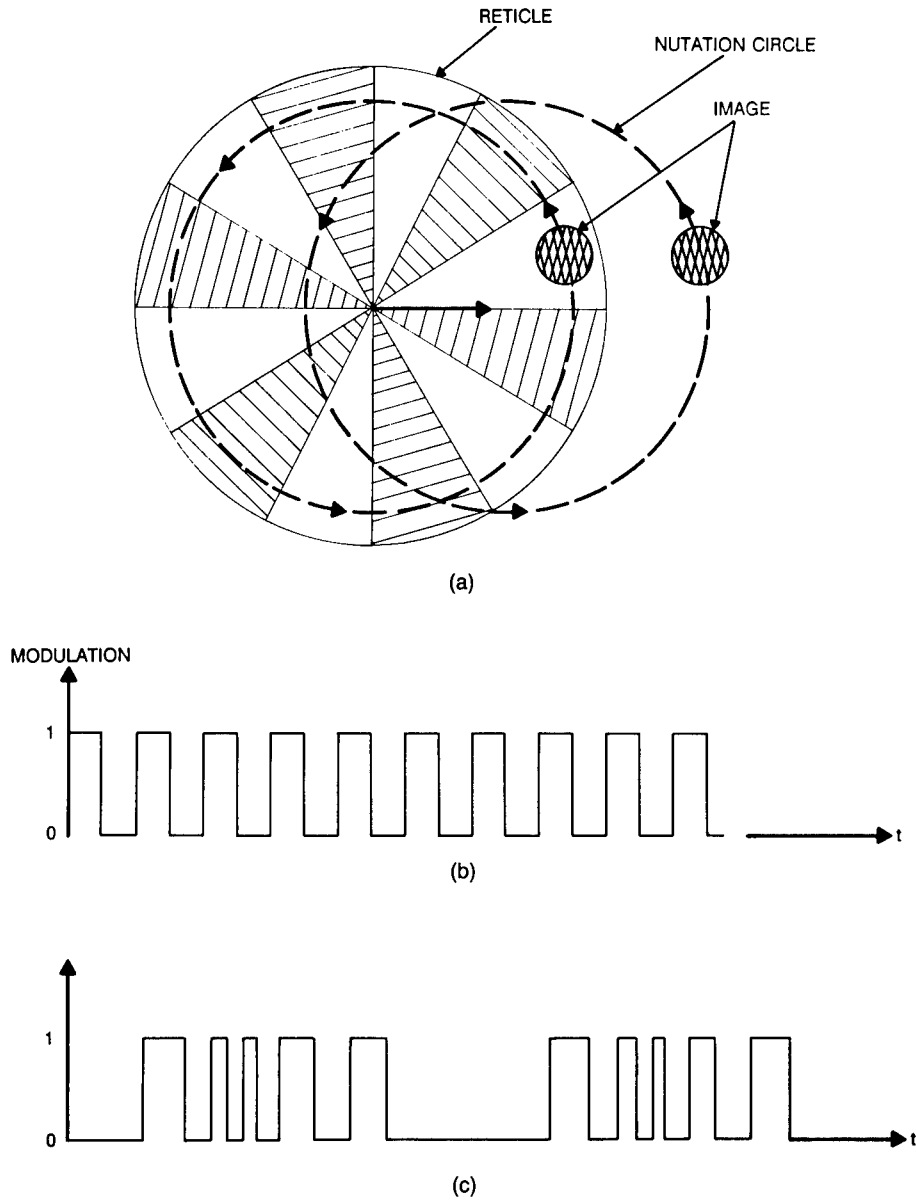 RETICLE
NUTATION CIRCLE
IMAGE
(a)
MODULATION
1
0
t
(b)
1
0
t
(c)